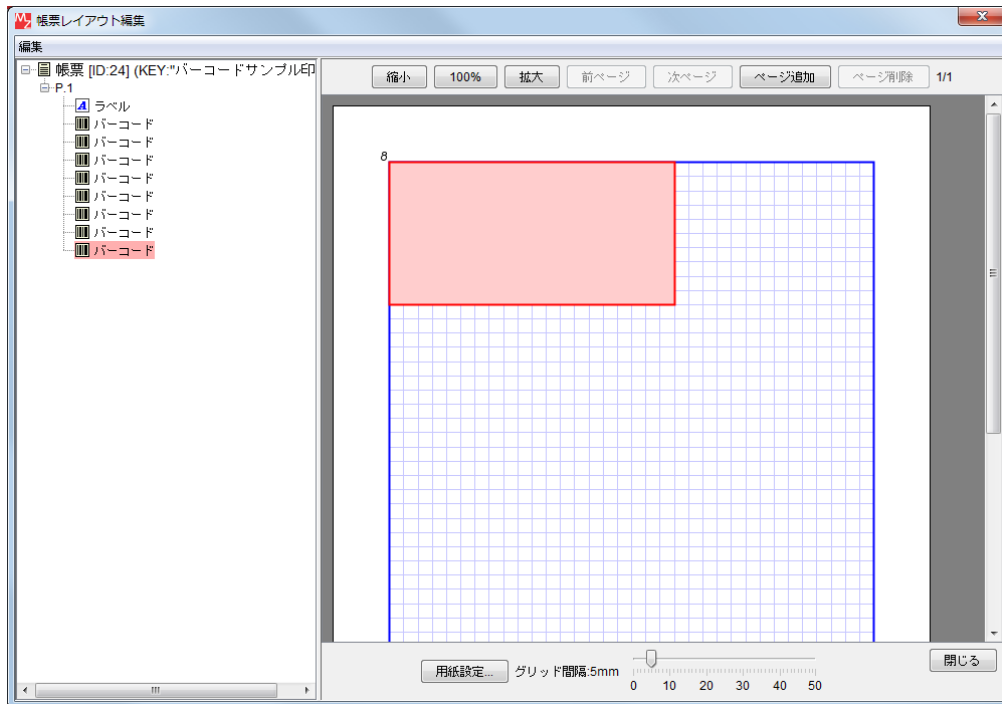 帳票レイアウト編集
編集
帳票 [ID:24] (KEY:"バーコードサンプル印
P.1
ラベル
バーコード
バーコード
バーコード
バーコード
バーコード
バーコード
バーコード
バーコード
縮小 100% 拡大 前ページ 次ページ ページ追加 ページ削除 1/1
8
用紙設定... グリッド間隔:5mm
0 10 20 30 40 50
閉じる